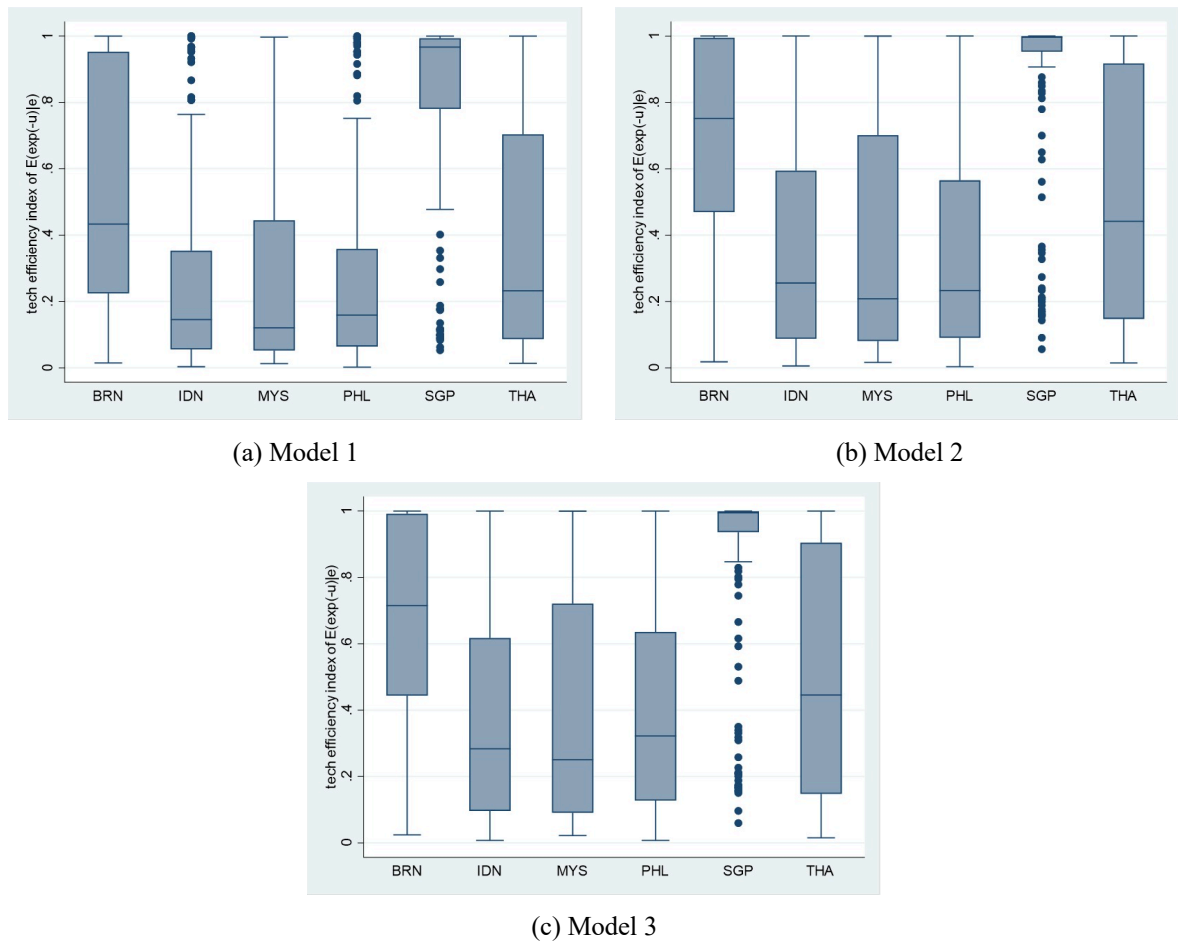 tech efficiency index of E(exp(-u)|e)
1
.8
.6
.4
.2
0
BRN IDN MYS PHL SGP THA
(a) Model 1
tech efficiency index of E(exp(-u)|e)
1
.8
.6
.4
.2
0
BRN IDN MYS PHL SGP THA
(b) Model 2
tech efficiency index of E(exp(-u)|e)
1
.8
.6
.4
.2
0
BRN IDN MYS PHL SGP THA
(c) Model 3